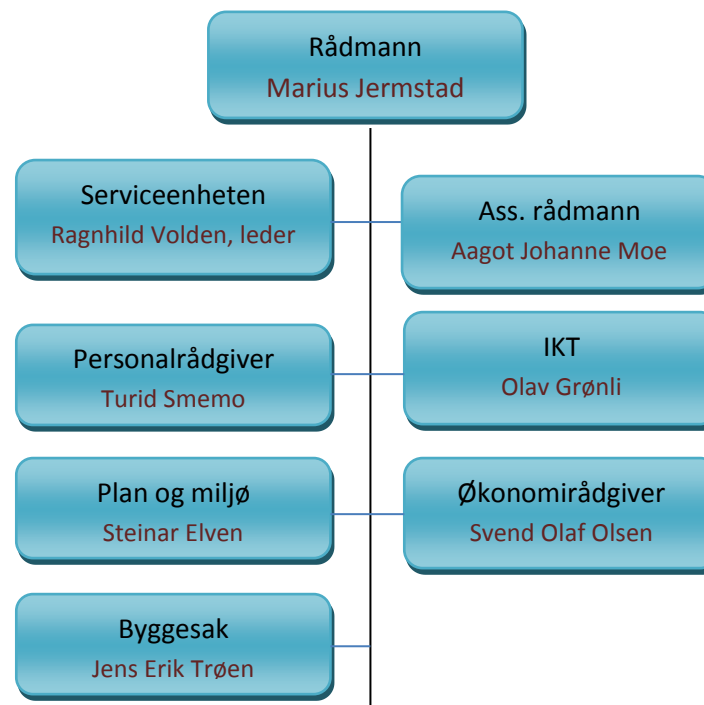 Rådmann
Marius Jermstad
Serviceenheten
Ragnhild Volden, leder
Ass. rådmann
Aagot Johanne Moe
Personalrådgiver
Turid Smemo
IKT
Olav Grønli
Plan og miljø
Steinar Elven
Økonomirådgiver
Svend Olaf Olsen
Byggesak
Jens Erik Trøen